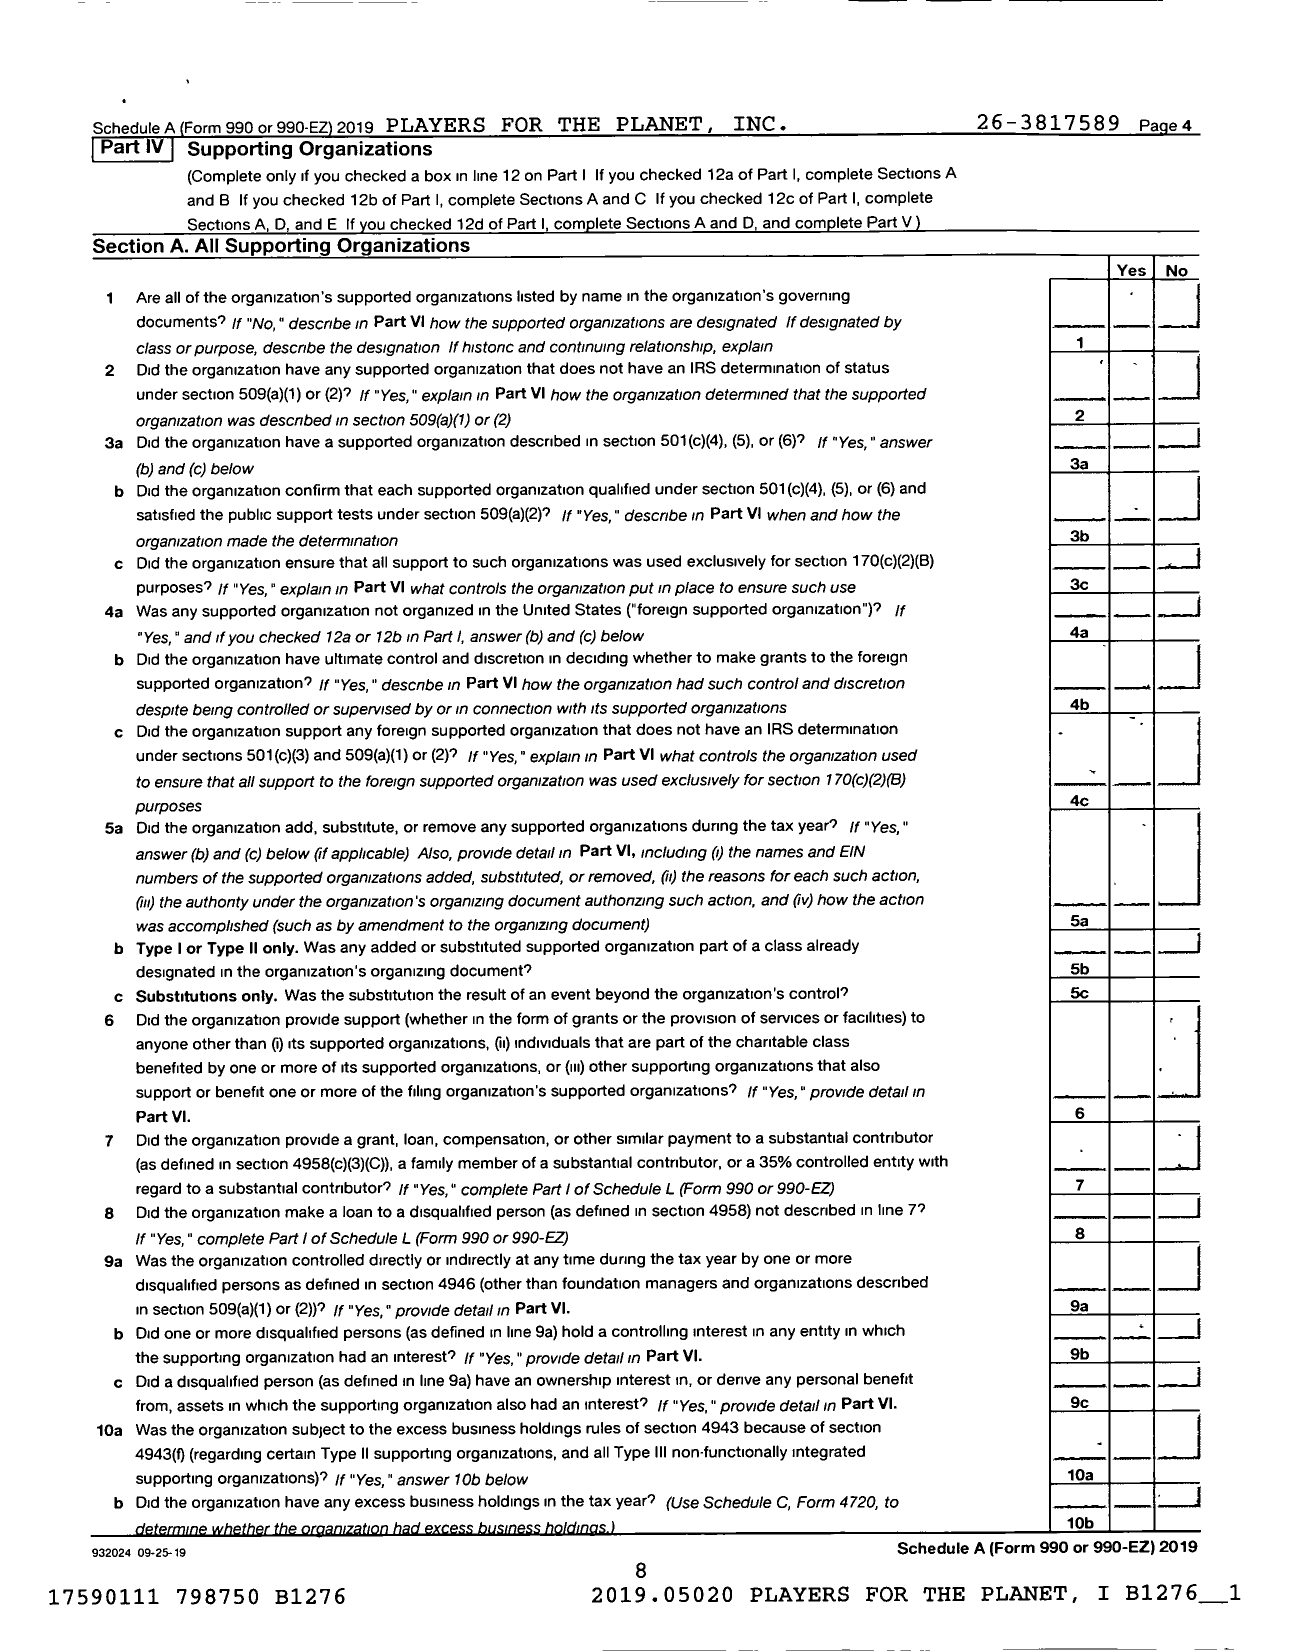 Schedule A (Form 990 or 990-EZ) 2019 PLAYERS FOR THE PLANET, INC. 26-3817589 Page 4
Part IV Supporting Organizations
(Complete only if you checked a box in line 12 on Part I If you checked 12a of Part I, complete Sections A
and B If you checked 12b of Part I, complete Sections A and C If you checked 12c of Part I, complete
Sections A, D, and E If you checked 12d of Part I, complete Sections A and D, and complete Part V )
Section A. All Supporting Organizations
Yes No
1 Are all of the organization's supported organizations listed by name in the organization's governing
documents? If "No," describe in Part VI how the supported organizations are designated If designated by
class or purpose, describe the designation If historic and continuing relationship, explain
1
2 Did the organization have any supported organization that does not have an IRS determination of status
under section 509(a)(1) or (2)? If "Yes," explain in Part VI how the organization determined that the supported
organization was described in section 509(a)(1) or (2)
2
3a Did the organization have a supported organization described in section 501(c)(4), (5), or (6)? If "Yes," answer
(b) and (c) below
3a
b Did the organization confirm that each supported organization qualified under section 501(c)(4), (5), or (6) and
satisfied the public support tests under section 509(a)(2)? If "Yes," describe in Part VI when and how the
organization made the determination
3b
c Did the organization ensure that all support to such organizations was used exclusively for section 170(c)(2)(B)
purposes? If "Yes," explain in Part VI what controls the organization put in place to ensure such use
3c
4a Was any supported organization not organized in the United States ("foreign supported organization")? If
"Yes," and if you checked 12a or 12b in Part I, answer (b) and (c) below
4a
b Did the organization have ultimate control and discretion in deciding whether to make grants to the foreign
supported organization? If "Yes," describe in Part VI how the organization had such control and discretion
despite being controlled or supervised by or in connection with its supported organizations
4b
c Did the organization support any foreign supported organization that does not have an IRS determination
under sections 501(c)(3) and 509(a)(1) or (2)? If "Yes," explain in Part VI what controls the organization used
to ensure that all support to the foreign supported organization was used exclusively for section 170(c)(2)(B)
purposes
4c
5a Did the organization add, substitute, or remove any supported organizations during the tax year? If "Yes,"
answer (b) and (c) below (if applicable) Also, provide detail in Part VI, including (i) the names and EIN
numbers of the supported organizations added, substituted, or removed, (ii) the reasons for each such action,
(iii) the authority under the organization's organizing document authorizing such action, and (iv) how the action
was accomplished (such as by amendment to the organizing document)
5a
b Type I or Type II only. Was any added or substituted supported organization part of a class already
designated in the organization's organizing document?
5b
c Substitutions only. Was the substitution the result of an event beyond the organization's control?
5c
6 Did the organization provide support (whether in the form of grants or the provision of services or facilities) to
anyone other than (i) its supported organizations, (ii) individuals that are part of the charitable class
benefited by one or more of its supported organizations, or (iii) other supporting organizations that also
support or benefit one or more of the filing organization's supported organizations? If "Yes," provide detail in
Part VI.
6
7 Did the organization provide a grant, loan, compensation, or other similar payment to a substantial contributor
(as defined in section 4958(c)(3)(C)), a family member of a substantial contributor, or a 35% controlled entity with
regard to a substantial contributor? If "Yes," complete Part I of Schedule L (Form 990 or 990-EZ)
7
8 Did the organization make a loan to a disqualified person (as defined in section 4958) not described in line 7?
If "Yes," complete Part I of Schedule L (Form 990 or 990-EZ)
8
9a Was the organization controlled directly or indirectly at any time during the tax year by one or more
disqualified persons as defined in section 4946 (other than foundation managers and organizations described
in section 509(a)(1) or (2))? If "Yes," provide detail in Part VI.
9a
b Did one or more disqualified persons (as defined in line 9a) hold a controlling interest in any entity in which
the supporting organization had an interest? If "Yes," provide detail in Part VI.
9b
c Did a disqualified person (as defined in line 9a) have an ownership interest in, or derive any personal benefit
from, assets in which the supporting organization also had an interest? If "Yes," provide detail in Part VI.
9c
10a Was the organization subject to the excess business holdings rules of section 4943 because of section
4943(f) (regarding certain Type II supporting organizations, and all Type III non-functionally integrated
supporting organizations)? If "Yes," answer 10b below
10a
b Did the organization have any excess business holdings in the tax year? (Use Schedule C, Form 4720, to
determine whether the organization had excess business holdings.)
10b
932024 09-25-19 Schedule A (Form 990 or 990-EZ) 2019
8
17590111 798750 B1276 2019.05020 PLAYERS FOR THE PLANET, I B1276__1